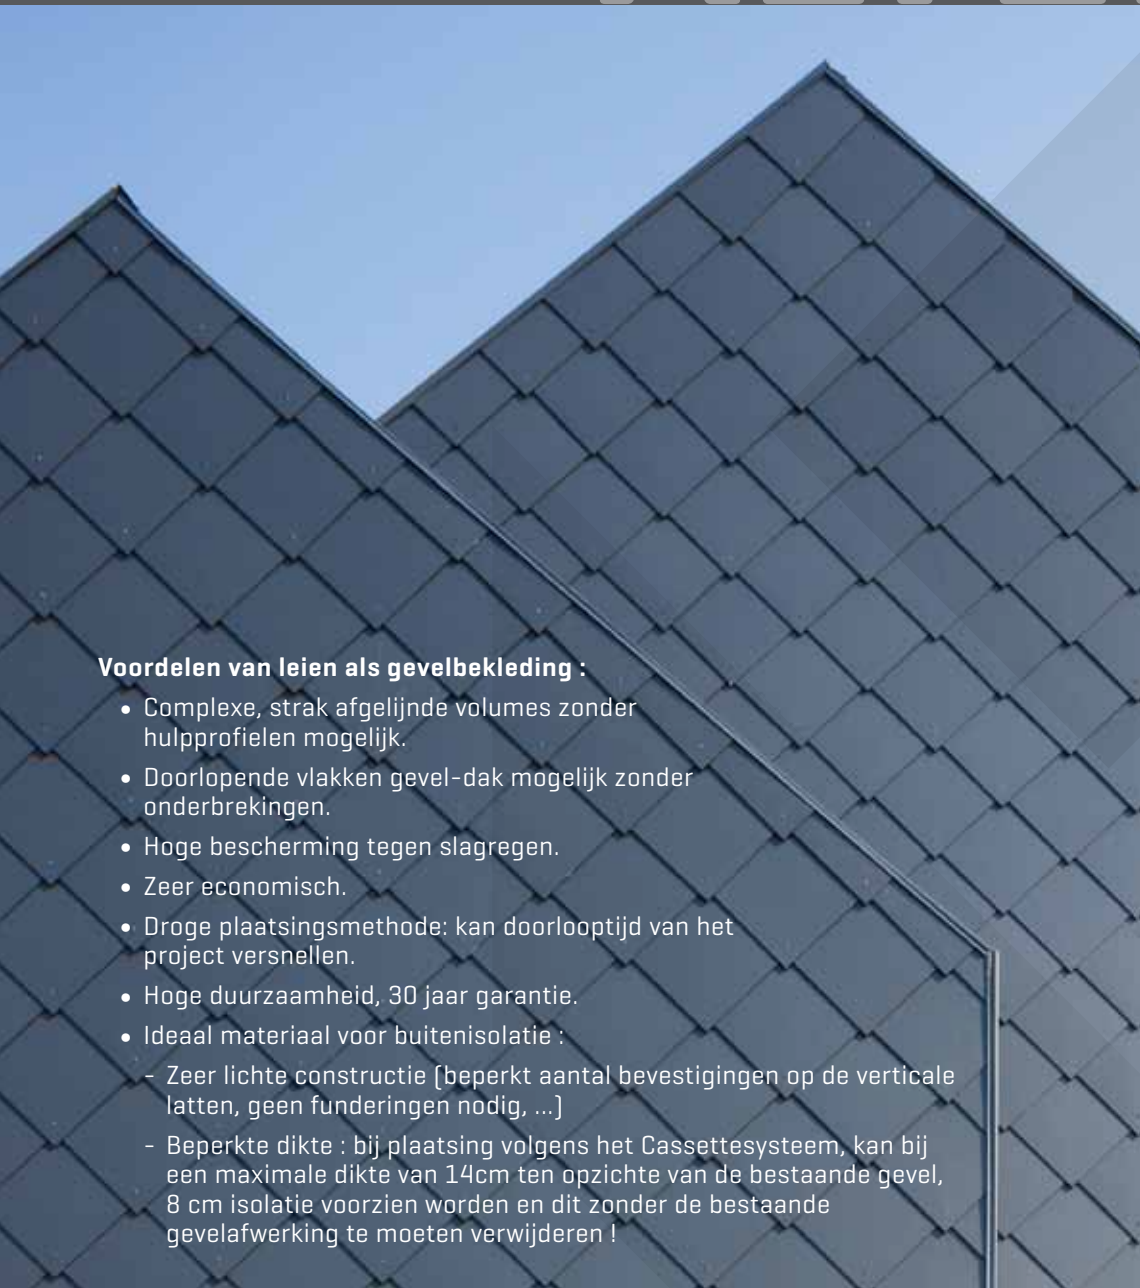 Voordelen van leien als gevelbekleding :
• Complexe, strak afgelijnde volumes zonder
hulpprofielen mogelijk.
• Doorlopende vlakken gevel-dak mogelijk zonder
onderbrekingen.
• Hoge bescherming tegen slagregen.
• Zeer economisch.
• Droge plaatsingsmethode: kan doorlooptijd van het
project versnellen.
• Hoge duurzaamheid, 30 jaar garantie.
• Ideaal materiaal voor buitenisolatie :
- Zeer lichte constructie (beperkt aantal bevestigingen op de verticale
latten, geen funderingen nodig, ...)
- Beperkte dikte : bij plaatsing volgens het Cassettesysteem, kan bij
een maximale dikte van 14cm ten opzichte van de bestaande gevel,
8 cm isolatie voorzien worden en dit zonder de bestaande
gevelafwerking te moeten verwijderen !